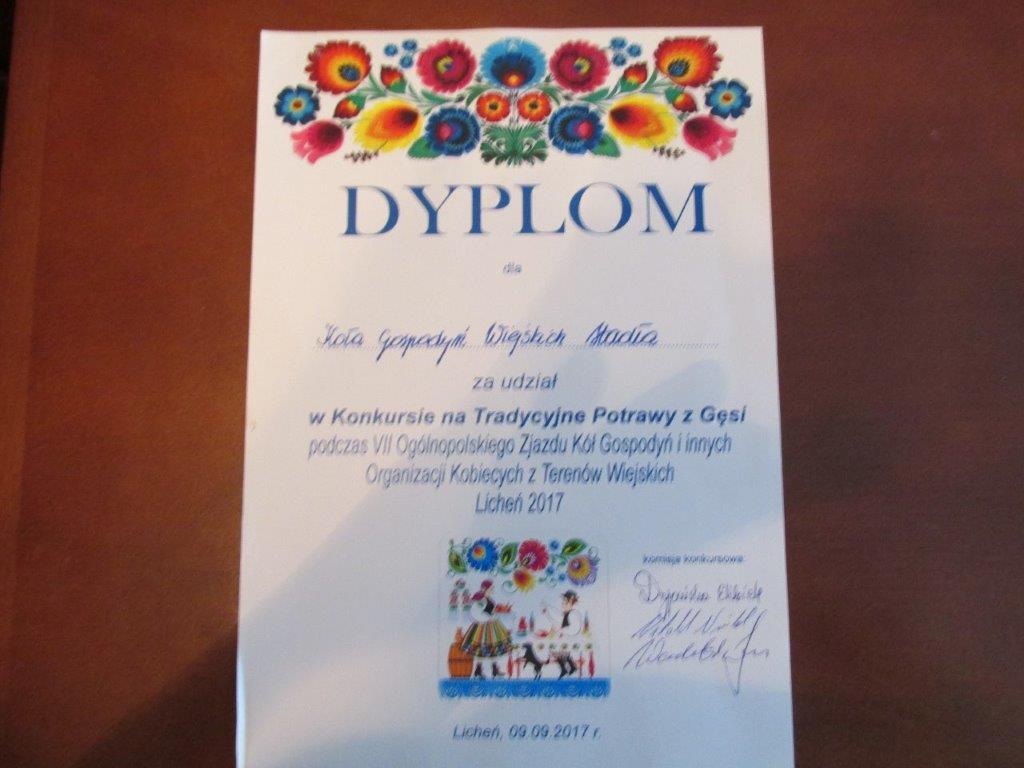 DYPLOM
dla
Koła Gospodyń Wiejskich Stadła
za udział
w Konkursie na Tradycyjne Potrawy z Gęsi
podczas VII Ogólnopolskiego Zjazdu Kół Gospodyń i innych
Organizacji Kobiecych z Terenów Wiejskich
Licheń 2017
komisja konkursowa:
Licheń, 09.09.2017 r.